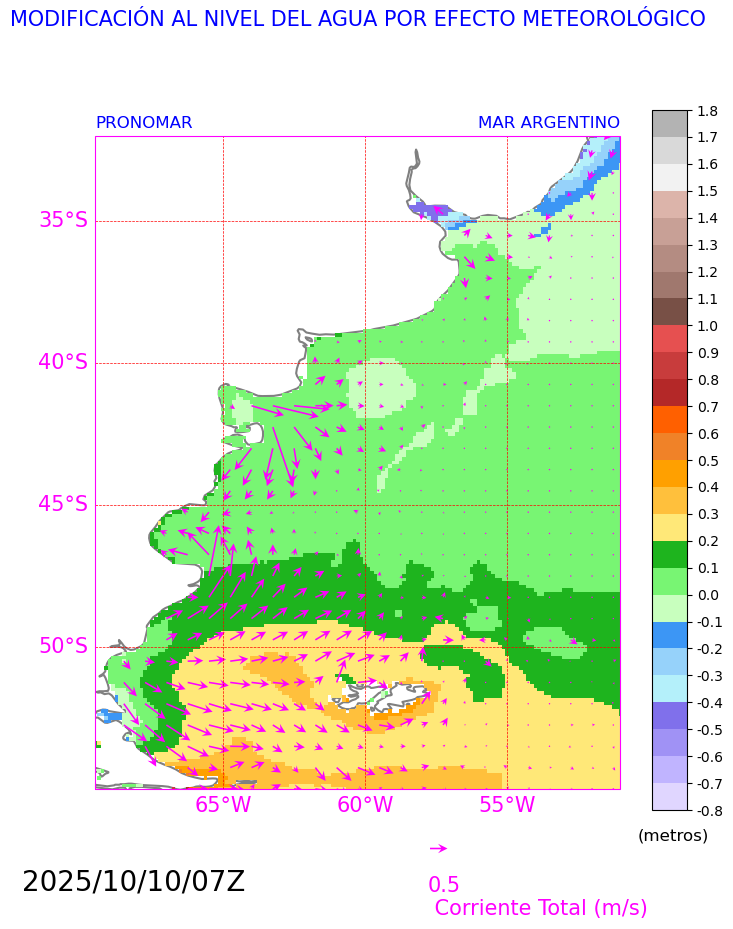 MODIFICACIÓN AL NIVEL DEL AGUA POR EFECTO METEOROLÓGICO
PRONOMAR
MAR ARGENTINO
35°S
40°S
45°S
50°S
65°W
60°W
55°W
1.8
1.7
1.6
1.5
1.4
1.3
1.2
1.1
1.0
0.9
0.8
0.7
0.6
0.5
0.4
0.3
0.2
0.1
0.0
-0.1
-0.2
-0.3
-0.4
-0.5
-0.6
-0.7
-0.8
(metros)
2025/10/10/07Z
0.5
Corriente Total (m/s)